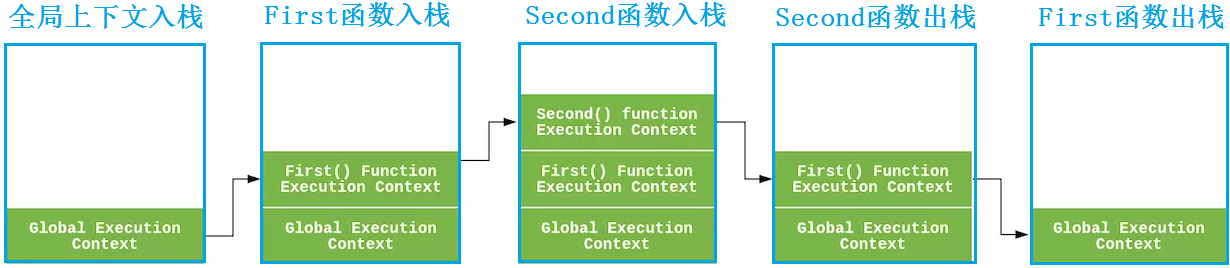 全局上下文入栈
First函数入栈
Second函数入栈
Second函数出栈
First函数出栈
Global Execution
Context
First() Function
Execution Context
Global Execution
Context
Second() function
Execution Context
First() Function
Execution Context
Global Execution
Context
First() Function
Execution Context
Global Execution
Context
Global Execution
Context